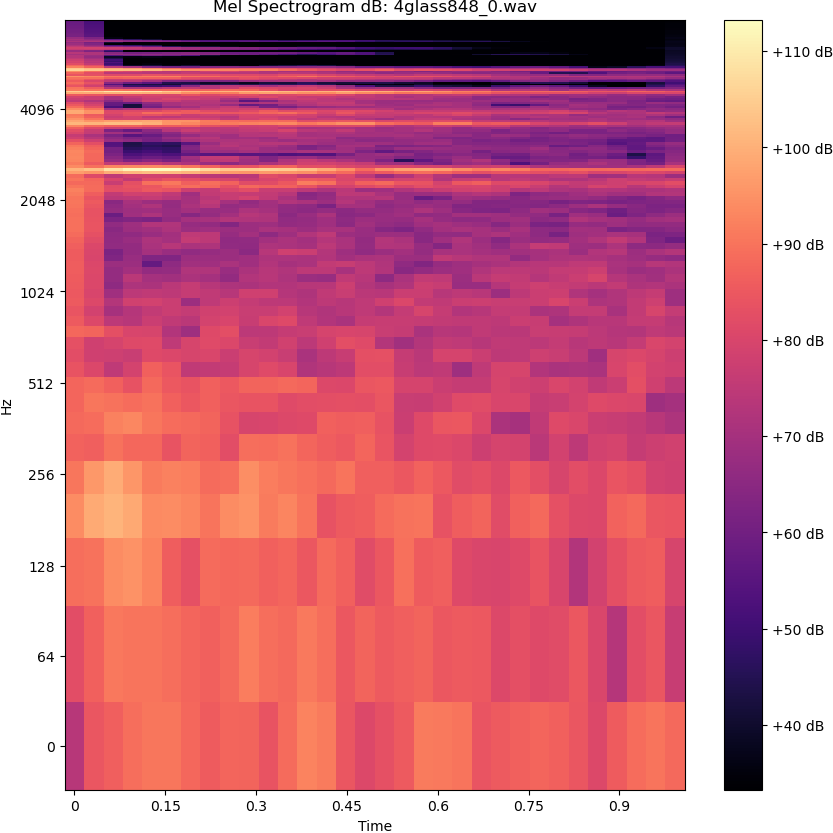 Mel Spectrogram dB: 4glass848_0.wav
+110 dB
4096
+100 dB
2048
+90 dB
1024
+80 dB
512
Hz
+70 dB
256
+60 dB
128
+50 dB
64
+40 dB
0
0 0.15 0.3 0.45 0.6 0.75 0.9
Time